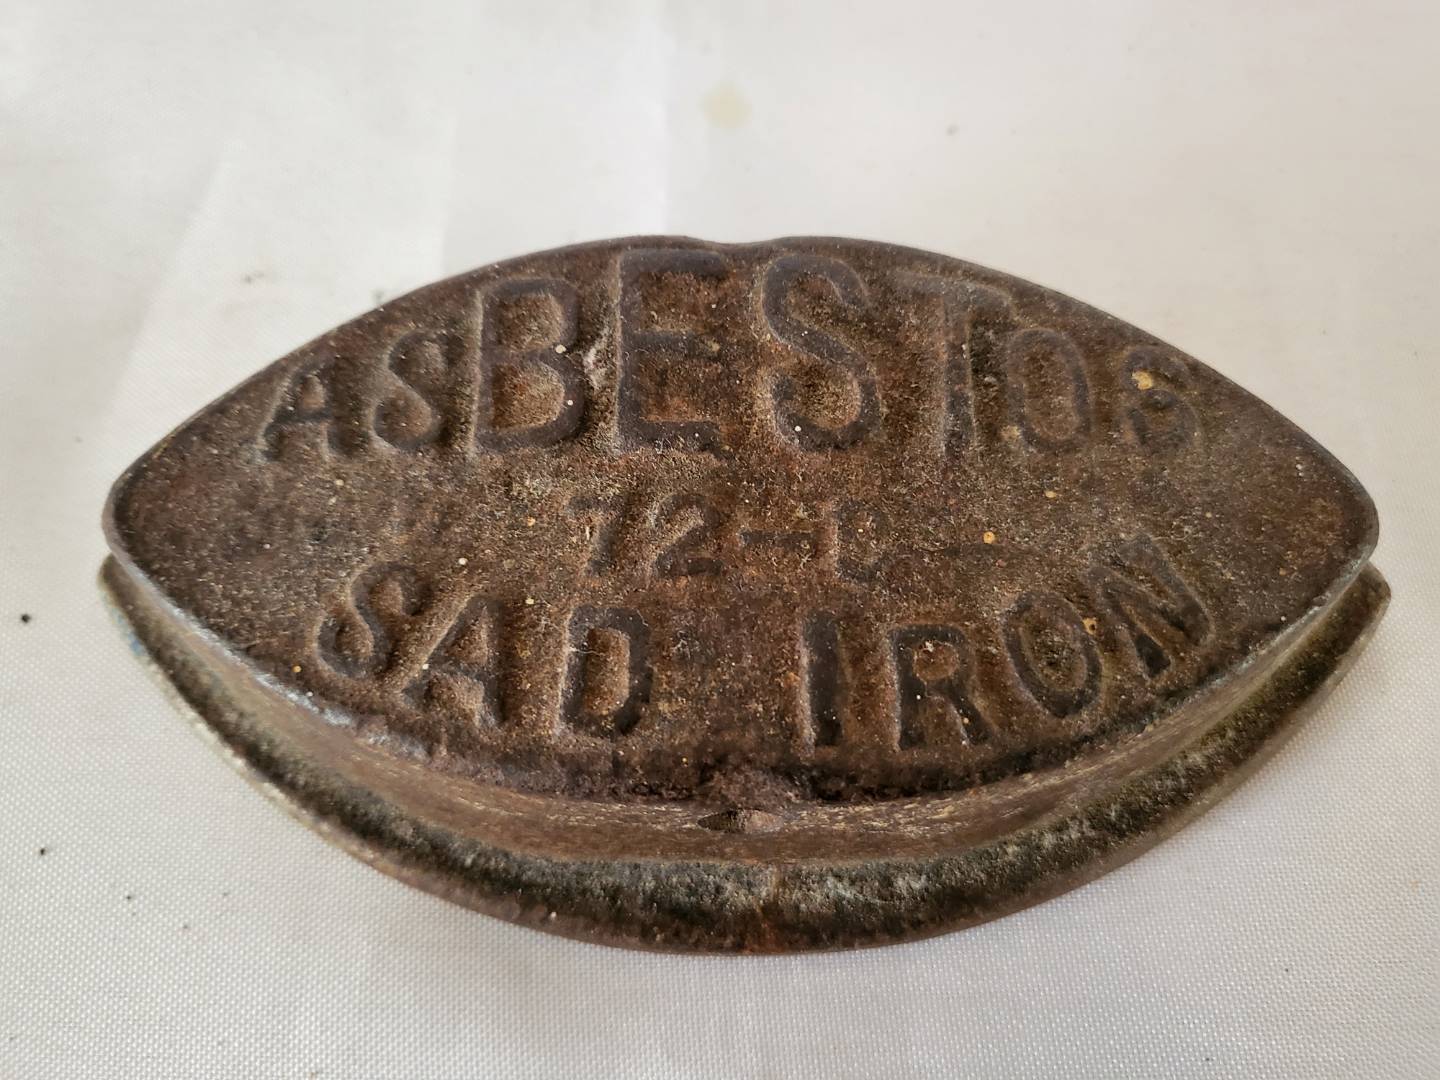 ASBESTOS
72-C
SAD IRON